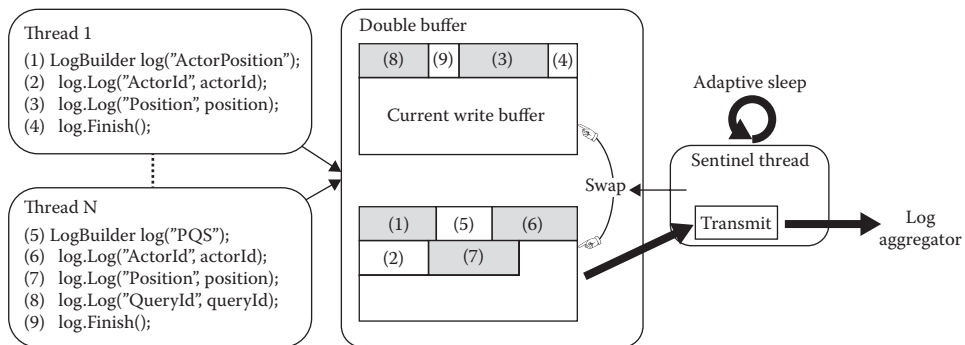 Thread 1
(1) LogBuilder log("ActorPosition");
(2) log.Log("ActorId", actorId);
(3) log.Log("Position", position);
(4) log.Finish();
Thread N
(5) LogBuilder log("PQS");
(6) log.Log("ActorId", actorId);
(7) log.Log("Position", position);
(8) log.Log("QueryId", queryId);
(9) log.Finish();
Double buffer
(8) (9) (3) (4)
Current write buffer
(1) (5) (6)
(2) (7)
Swap
Adaptive sleep
Sentinel thread
Transmit
Log
aggregator